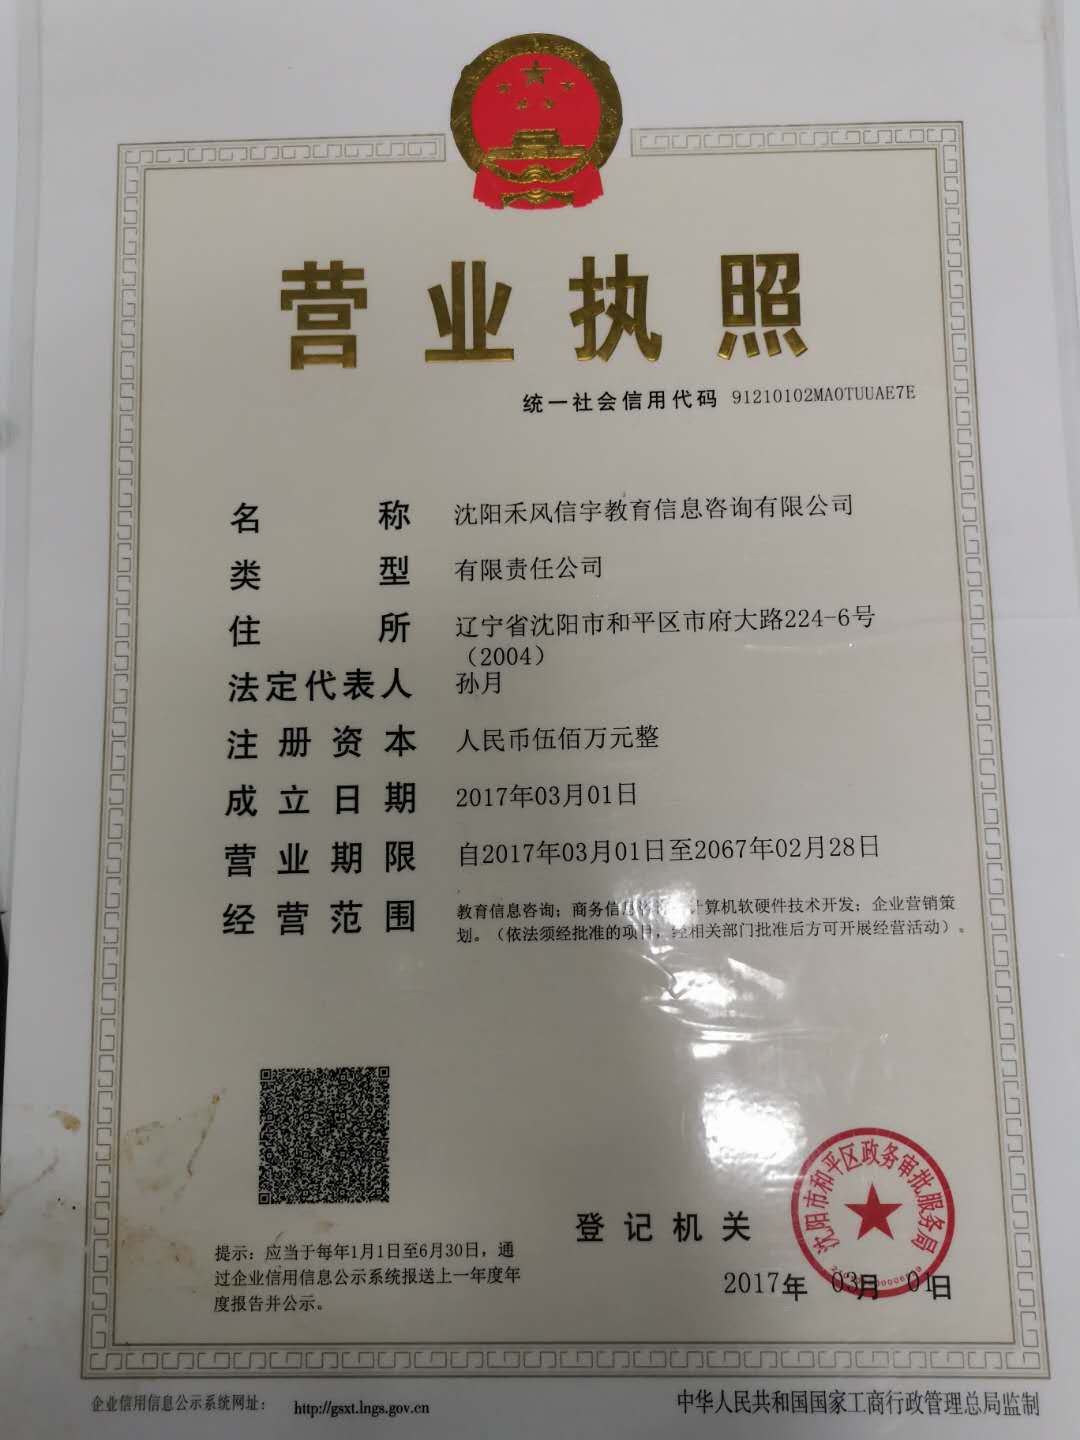 营业执照
统一社会信用代码 91210102MA0TUUAE7E
名称 沈阳禾风信宇教育信息咨询有限公司
类型 有限责任公司
住所 辽宁省沈阳市和平区市府大路224-6号
（2004）
法定代表人 孙月
注册资本 人民币伍佰万元整
成立日期 2017年03月01日
营业期限 自2017年03月01日至2067年02月28日
经营范围 教育信息咨询；商务信息 计算机软硬件技术开发；企业营销策
划。（依法须经批准的项目，经相关部门批准后方可开展经营活动）。
登记机关
沈阳市和平区政务审批服务局
2017年 03月 01日
提示：应当于每年1月1日至6月30日，通
过企业信用信息公示系统报送上一年度年
度报告并公示。
企业信用信息公示系统网址： http://gsxt.lngs.gov.cn
中华人民共和国国家工商行政管理总局监制